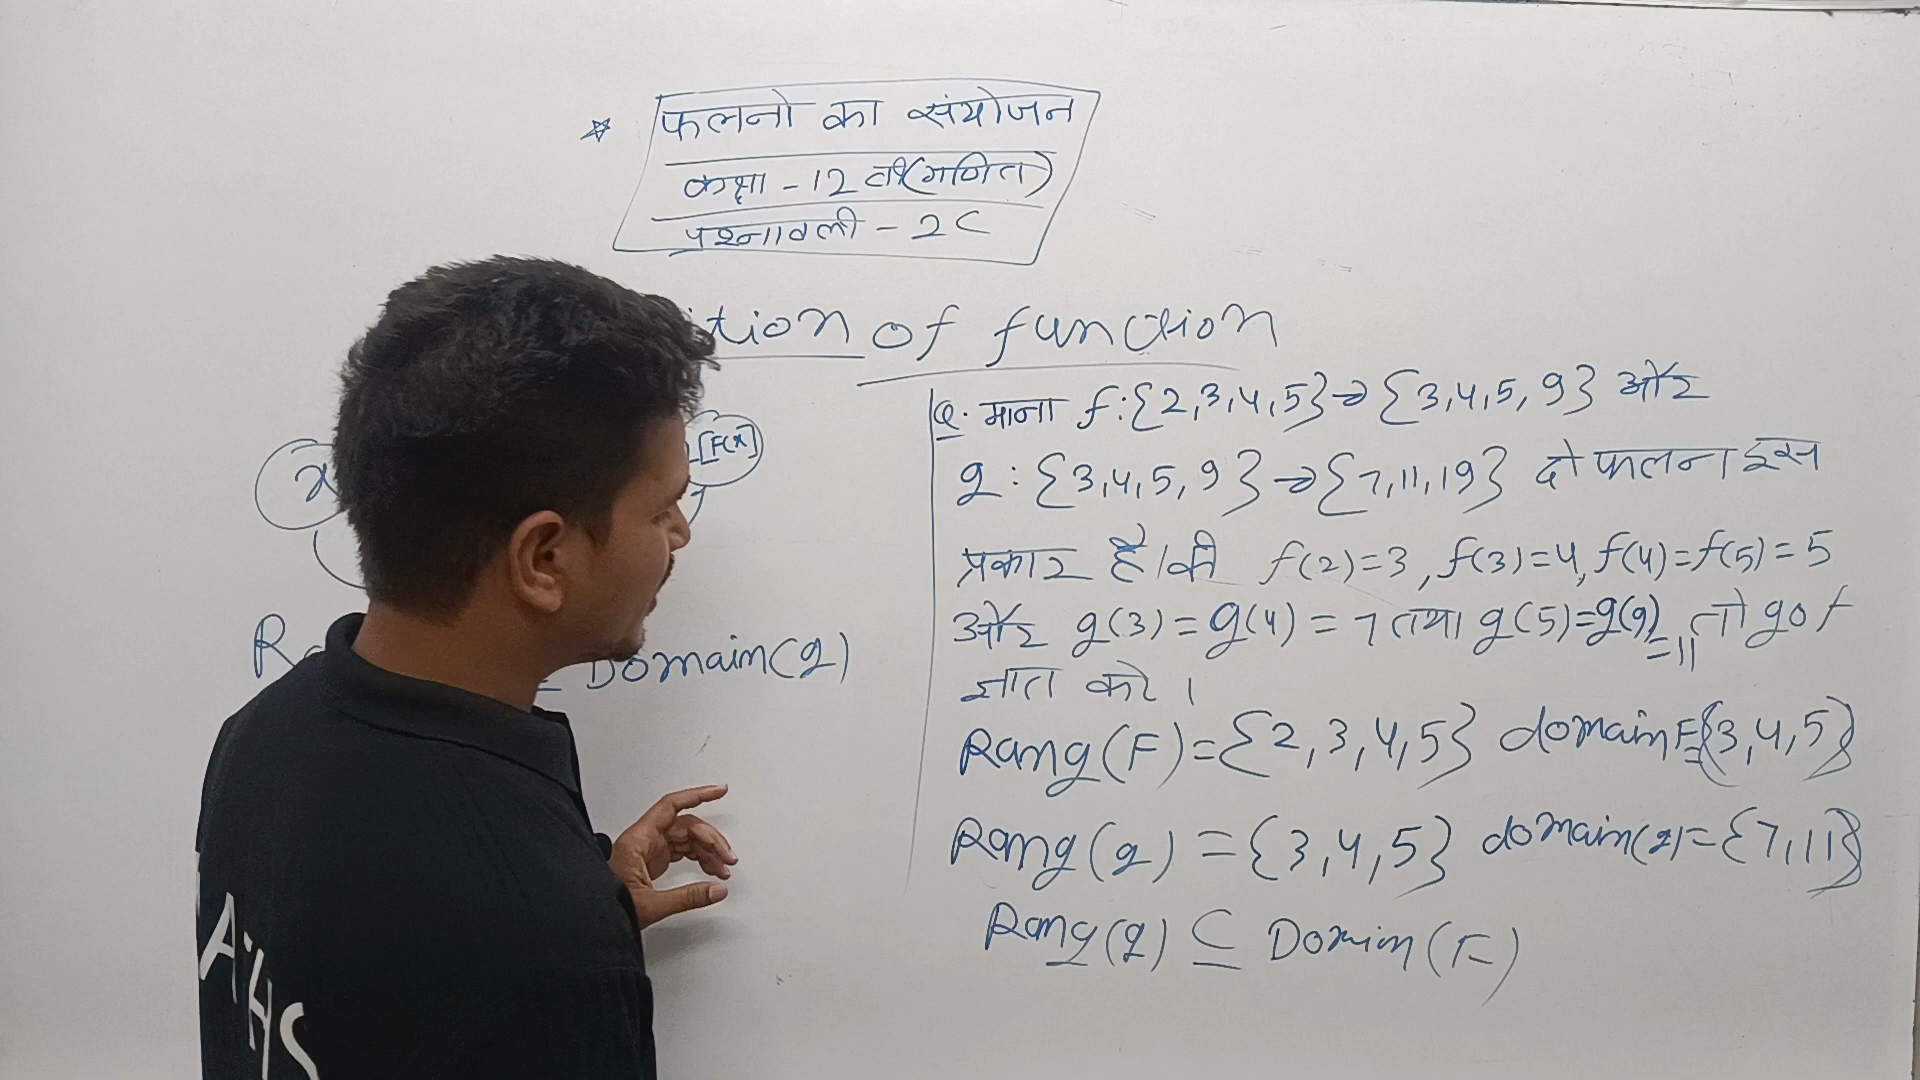 फलनो का संयोजन
कक्षा - 12 वी (गणित)
प्रश्नावली - 2C
tion of function
x
[F(x)]
Domain(g)
Q. माना f:{2,3,4,5}→{3,4,5,9} और
g:{3,4,5,9}→{7,11,19} दो फलन इस
प्रकार है की f(2)=3, f(3)=4, f(4)=f(5)=5
और g(3)=g(4)=7 तथा g(5)=g(9)=11 तो gof
ज्ञात करो ।
Rang(F)={2,3,4,5} domain F={3,4,5}
Rang(g)={3,4,5} domain(g)={7,11}
Rang(g) ⊆ Domim(F)
AiHS